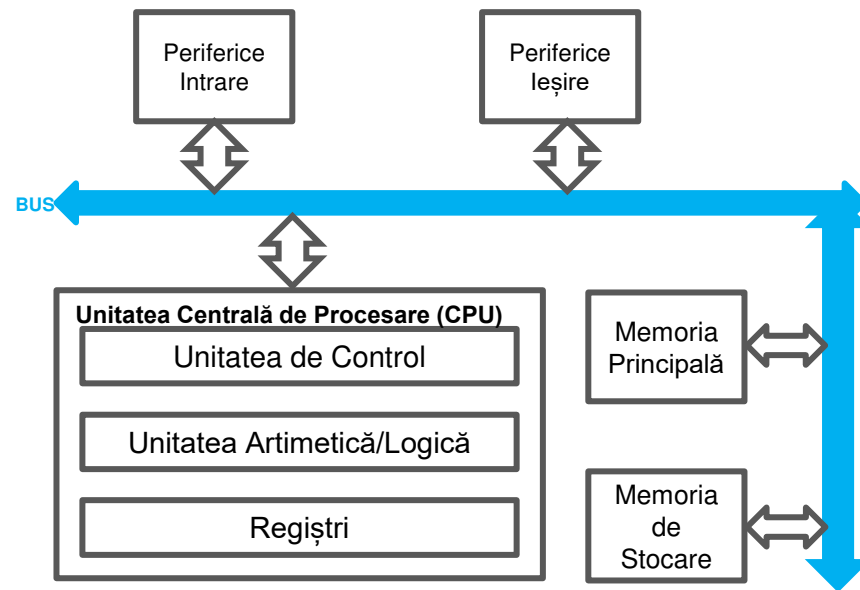 Periferice
Intrare
Periferice
Ieșire
BUS
Unitatea Centrală de Procesare (CPU)
Unitatea de Control
Unitatea Artimetică/Logică
Regiștri
Memoria
Principală
Memoria
de
Stocare